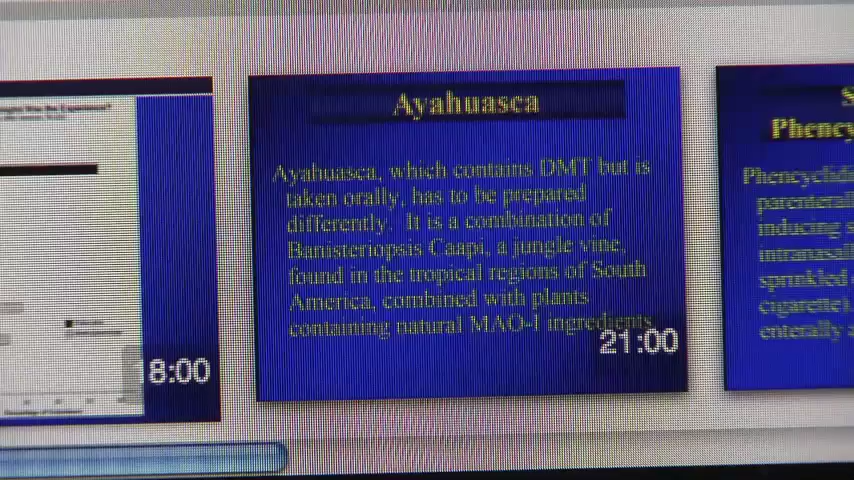 18:00
Ayahuasca
Ayahuasca, which contains DMT but is
taken orally, has to be prepared
differently. It is a combination of
Banisteriopsis Caapi, a jungle vine,
found in the tropical regions of South
America, combined with plants
containing natural MAO-I ingredients
21:00
S
Phency
Phencyclidi
parenterall
inducing s
intranasall
sprinkled
cigarette).
enterally a